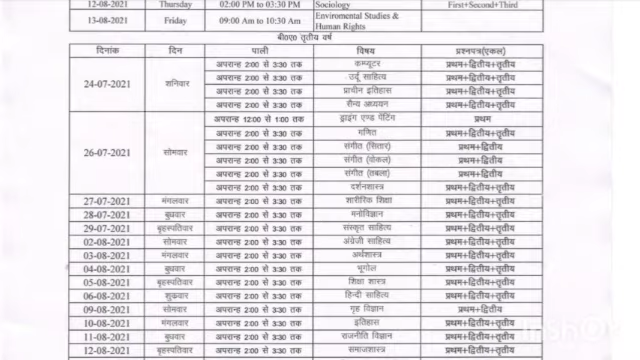 12-08-2021 Thursday 02:00 PM to 03:30 PM Sociology First+Second+Third
13-08-2021 Friday 09:00 Am to 10:30 Am Enviromental Studies & Human Rights
बी०ए० तृतीय वर्ष
दिनांक दिन पाली विषय प्रश्नपत्र(एकल)
24-07-2021 शनिवार अपरान्ह 2:00 से 3:30 तक कम्प्यूटर प्रथम+द्वितीय+तृतीय
अपरान्ह 2:00 से 3:30 तक उर्दू साहित्य प्रथम+द्वितीय+तृतीय
अपरान्ह 2:00 से 3:30 तक प्राचीन इतिहास प्रथम+द्वितीय+तृतीय
अपरान्ह 2:00 से 3:30 तक सैन्य अध्ययन प्रथम+द्वितीय+तृतीय
26-07-2021 सोमवार अपरान्ह 12:00 से 1:00 तक ड्राइंग एण्ड पेंटिंग प्रथम
अपरान्ह 2:00 से 3:30 तक गणित प्रथम+द्वितीय+तृतीय
अपरान्ह 2:00 से 3:30 तक संगीत (सितार) प्रथम+द्वितीय
अपरान्ह 2:00 से 3:30 तक संगीत (वोकल) प्रथम+द्वितीय
अपरान्ह 2:00 से 3:30 तक संगीत (तबला) प्रथम+द्वितीय
अपरान्ह 2:00 से 3:30 तक दर्शनशास्त्र प्रथम+द्वितीय+तृतीय
27-07-2021 मंगलवार अपरान्ह 2:00 से 3:30 तक शारीरिक शिक्षा प्रथम+द्वितीय+तृतीय
28-07-2021 बुधवार अपरान्ह 2:00 से 3:30 तक मनोविज्ञान प्रथम+द्वितीय+तृतीय
29-07-2021 बृहस्पतिवार अपरान्ह 2:00 से 3:30 तक संस्कृत साहित्य प्रथम+द्वितीय+तृतीय
02-08-2021 सोमवार अपरान्ह 2:00 से 3:30 तक अंग्रेजी साहित्य प्रथम+द्वितीय+तृतीय
03-08-2021 मंगलवार अपरान्ह 2:00 से 3:30 तक अर्थशास्त्र प्रथम+द्वितीय+तृतीय
04-08-2021 बुधवार अपरान्ह 2:00 से 3:30 तक भूगोल प्रथम+द्वितीय+तृतीय
05-08-2021 बृहस्पतिवार अपरान्ह 2:00 से 3:30 तक शिक्षा शास्त्र प्रथम+द्वितीय+तृतीय
06-08-2021 शुक्रवार अपरान्ह 2:00 से 3:30 तक हिन्दी साहित्य प्रथम+द्वितीय+तृतीय
09-08-2021 सोमवार अपरान्ह 2:00 से 3:30 तक गृह विज्ञान प्रथम+द्वितीय
10-08-2021 मंगलवार अपरान्ह 2:00 से 3:30 तक इतिहास प्रथम+द्वितीय+तृतीय
11-08-2021 बुधवार अपरान्ह 2:00 से 3:30 तक राजनीति विज्ञान प्रथम+द्वितीय+तृतीय
12-08-2021 बृहस्पतिवार अपरान्ह 2:00 से 3:30 तक समाजशास्त्र प्रथम+द्वितीय+तृतीय